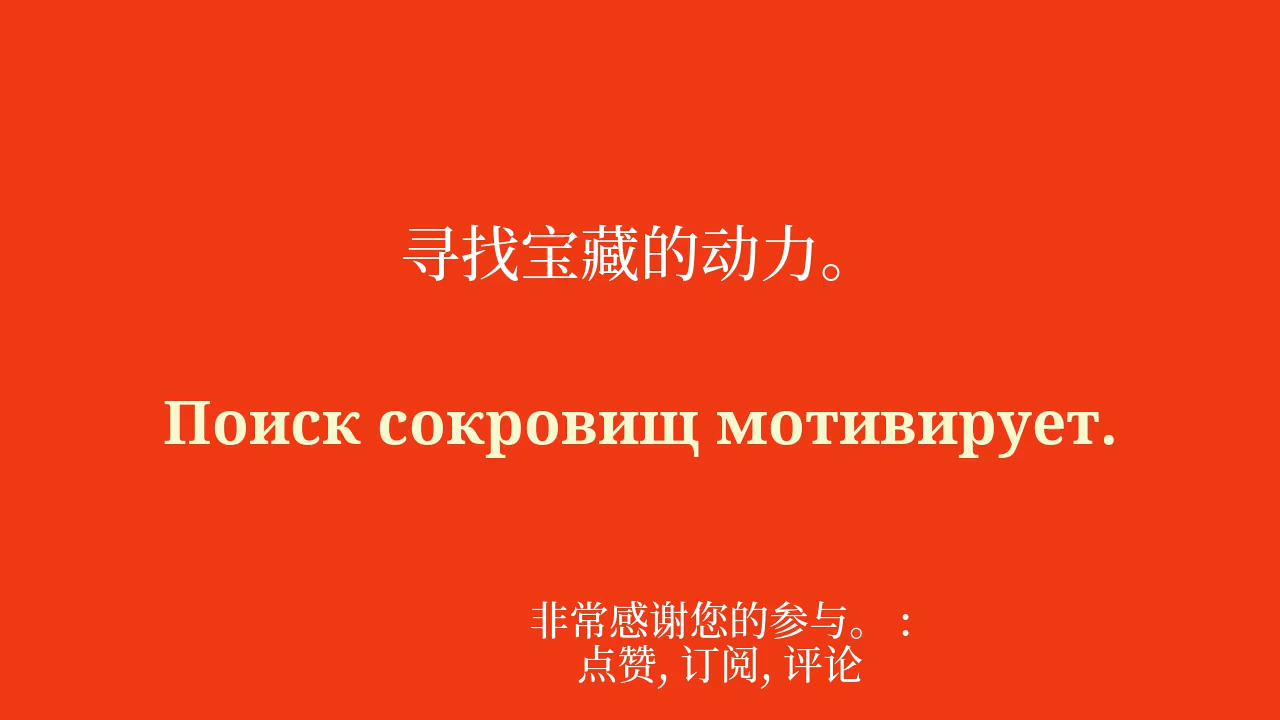 寻找宝藏的动力。
Поиск сокровищ мотивирует.
非常感谢您的参与。 :
点赞, 订阅, 评论